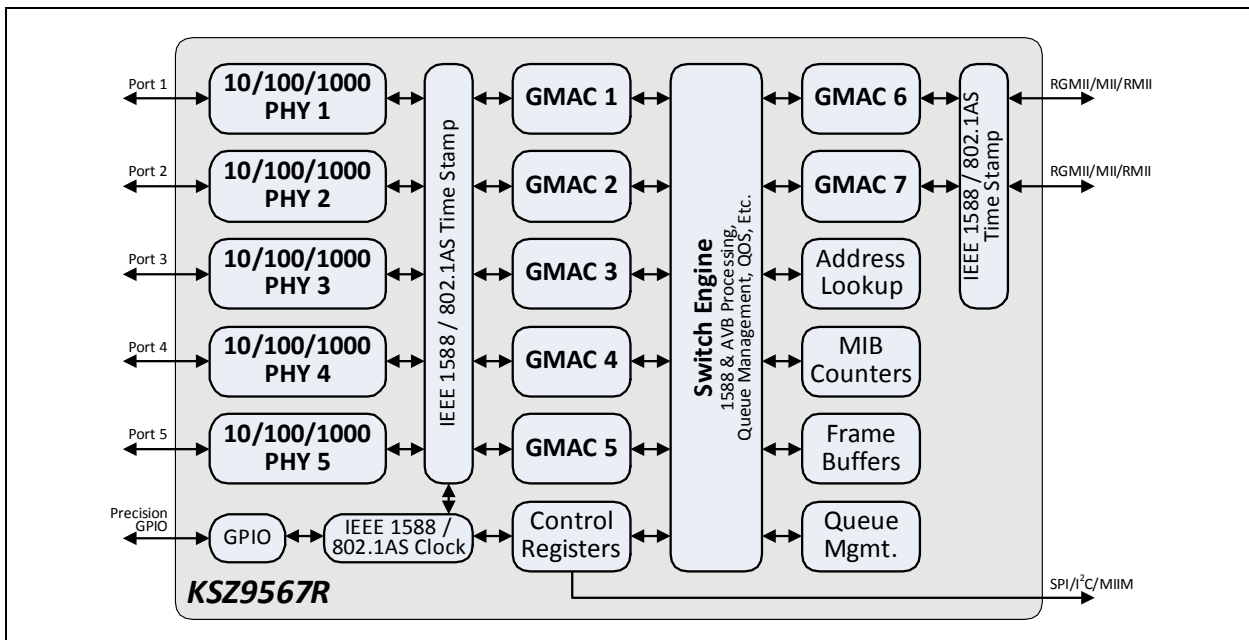 Port 1
10/100/1000
PHY 1
GMAC 1
GMAC 6
RGMII/MII/RMII
Port 2
10/100/1000
PHY 2
GMAC 2
GMAC 7
RGMII/MII/RMII
Port 3
10/100/1000
PHY 3
GMAC 3
Address
Lookup
Port 4
10/100/1000
PHY 4
GMAC 4
MIB
Counters
Port 5
10/100/1000
PHY 5
GMAC 5
Frame
Buffers
Precision
GPIO
GPIO
IEEE 1588 /
802.1AS Clock
Control
Registers
Queue
Mgmt.
IEEE 1588 / 802.1AS Time Stamp
Switch Engine
1588 & AVB Processing,
Queue Management, QOS, Etc.
IEEE 1588 / 802.1AS
Time Stamp
SPI/I²C/MIIM
KSZ9567R